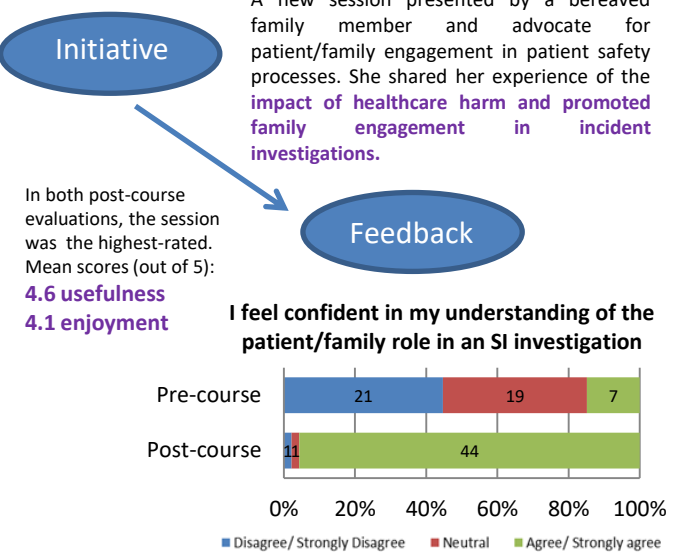 A new session presented by a bereaved
family member and advocate for
patient/family engagement in patient safety
processes. She shared her experience of the
impact of healthcare harm and promoted
family engagement in incident
investigations.
Initiative
In both post-course
evaluations, the session
was the highest-rated.
Mean scores (out of 5):
4.6 usefulness
4.1 enjoyment
Feedback
I feel confident in my understanding of the
patient/family role in an SI investigation
Pre-course 21 19 7
Post-course 1 1 44
0% 20% 40% 60% 80% 100%
Disagree/ Strongly Disagree Neutral Agree/ Strongly agree